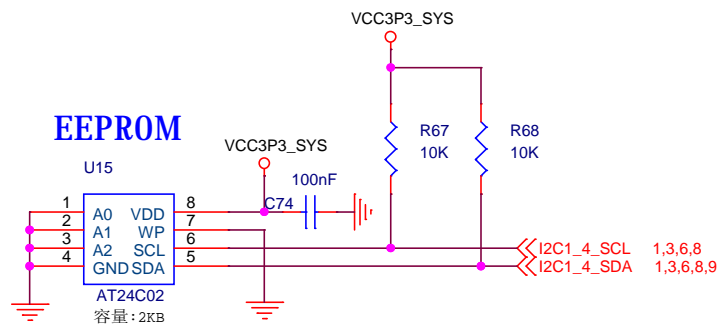 VCC3P3_SYS
R67
10K
R68
10K
EEPROM
VCC3P3_SYS
U15
100nF
C74
1 A0 VDD 8
2 A1 WP 7
3 A2 SCL 6
4 GND SDA 5
I2C1_4_SCL 1,3,6,8
I2C1_4_SDA 1,3,6,8,9
AT24C02
容量:2KB